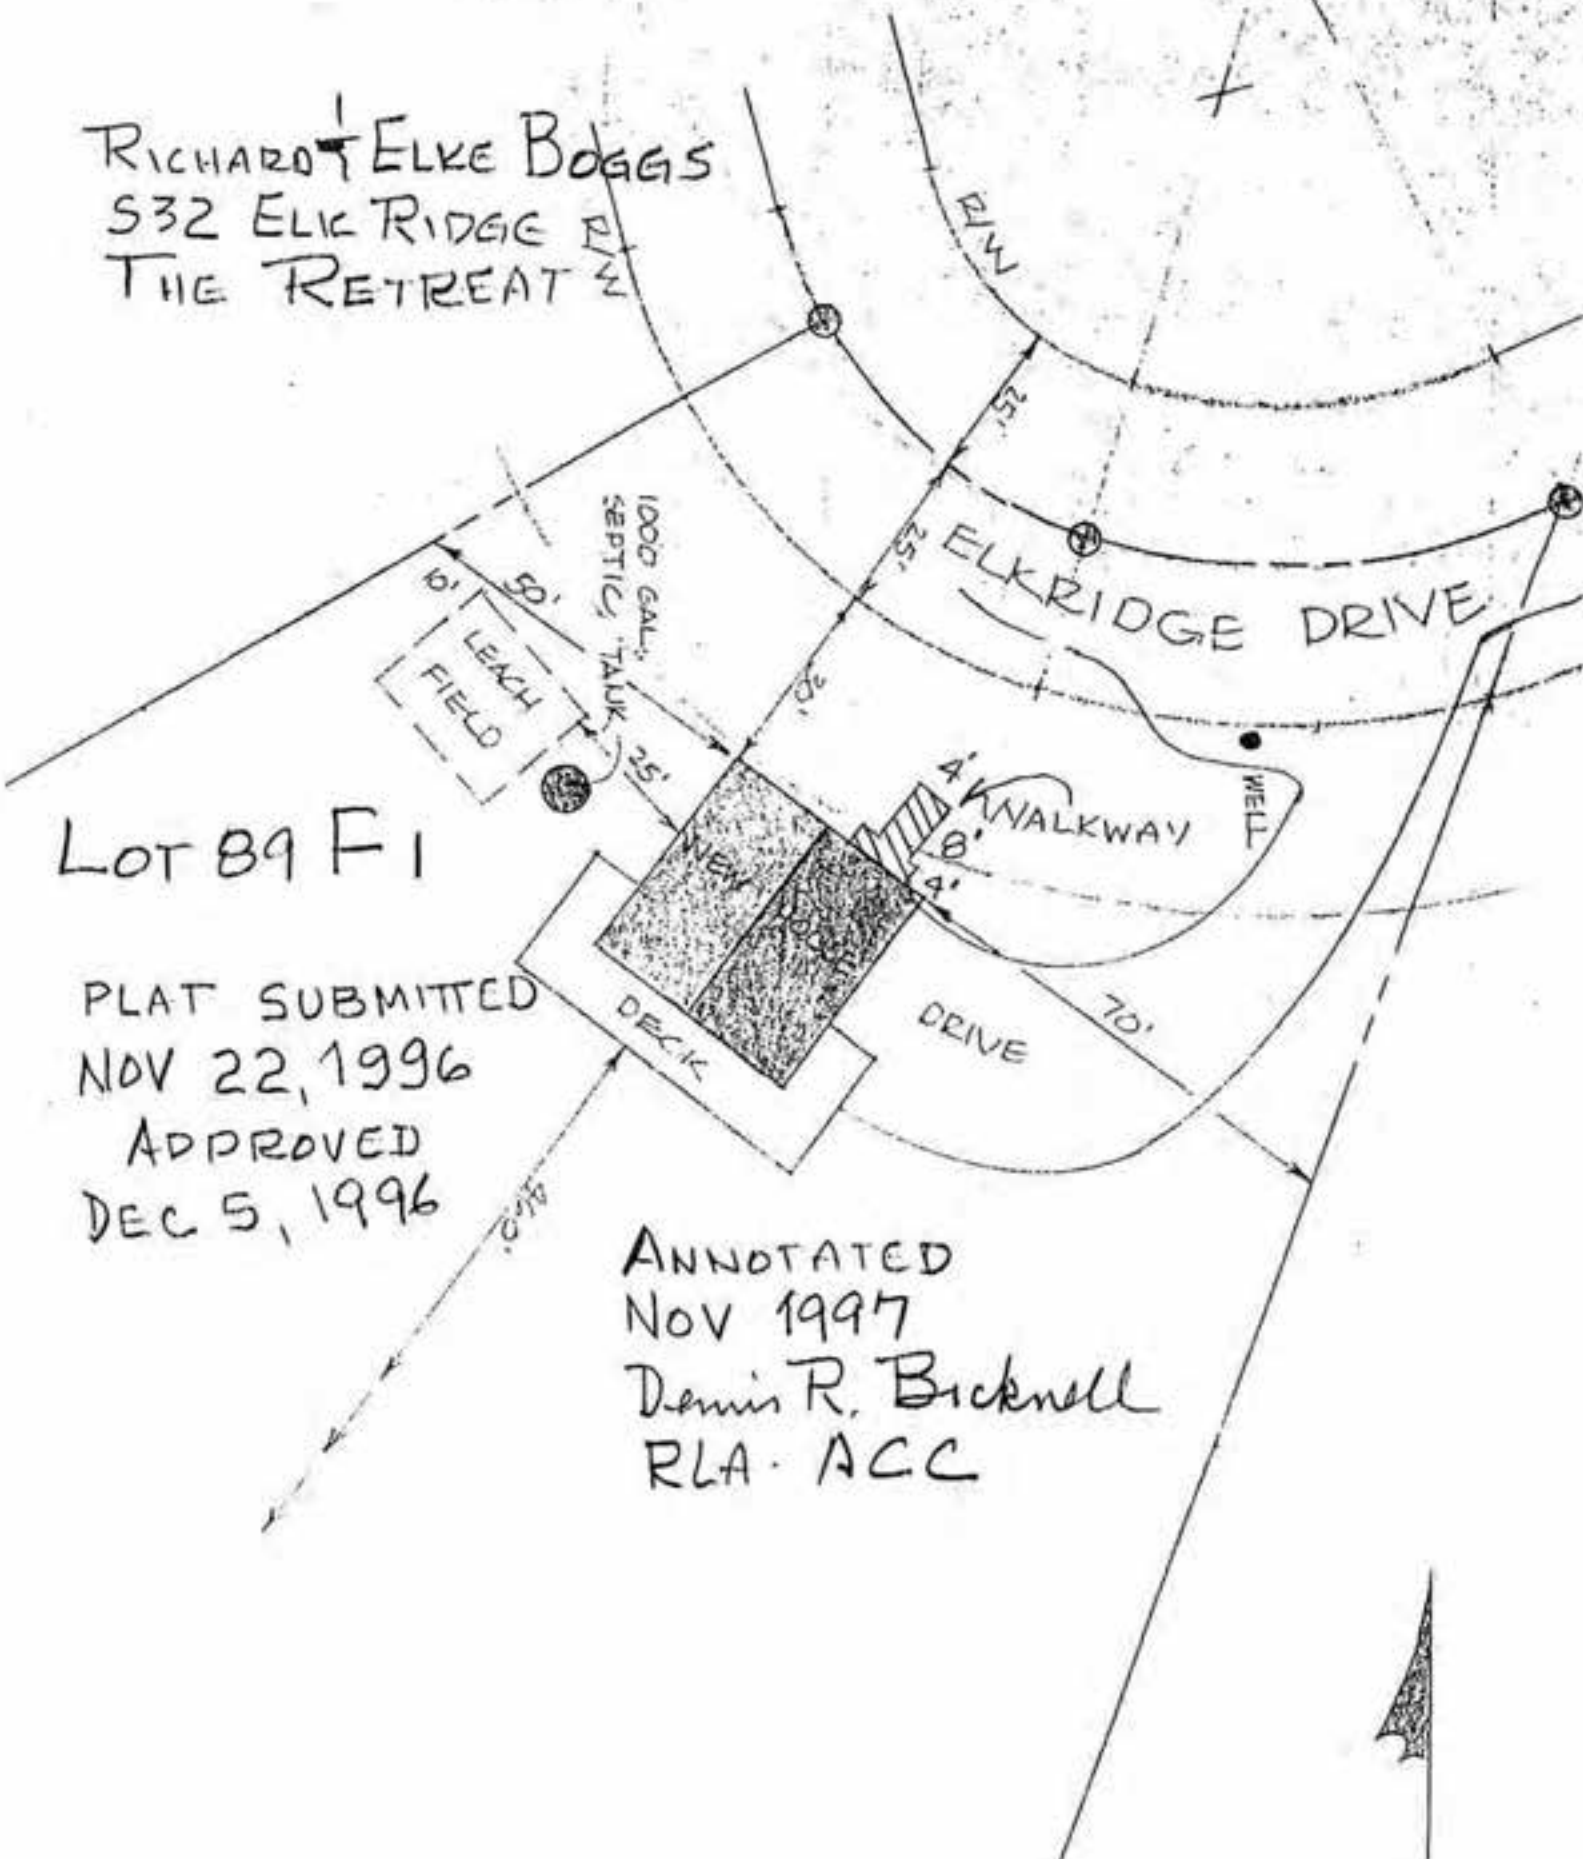 RICHARD & ELKE BOGGS
532 ELK RIDGE
THE RETREAT
R/W
R/W
25'
25'
ELKRIDGE DRIVE
10'
50'
1000 GAL.
SEPTIC TANK
LEACH
FIELD
30'
25'
4'
WALKWAY
8'
4'
WELL
NEW
LOT 89 F1
DECK
DRIVE
70'
PLAT SUBMITTED
NOV 22, 1996
APPROVED
DEC 5, 1996
ANNOTATED
NOV 1997
Dennis R. Bicknell
RLA. ACC